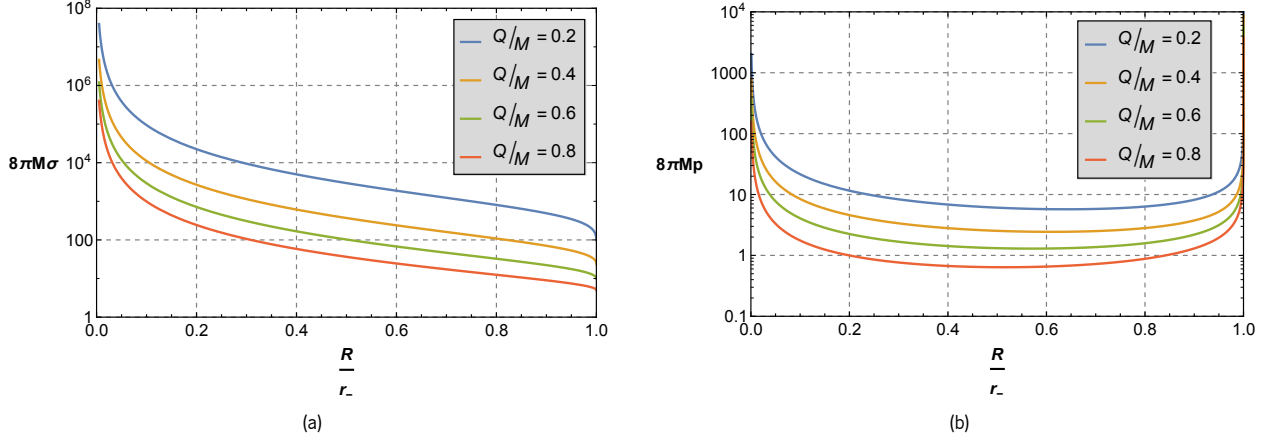 10^8
10^6
10^4
100
1
8πMσ
0.0 0.2 0.4 0.6 0.8 1.0
R
r_-
Q/M = 0.2
Q/M = 0.4
Q/M = 0.6
Q/M = 0.8
(a)
10^4
1000
100
10
1
0.1
8πMp
0.0 0.2 0.4 0.6 0.8 1.0
R
r_-
Q/M = 0.2
Q/M = 0.4
Q/M = 0.6
Q/M = 0.8
(b)